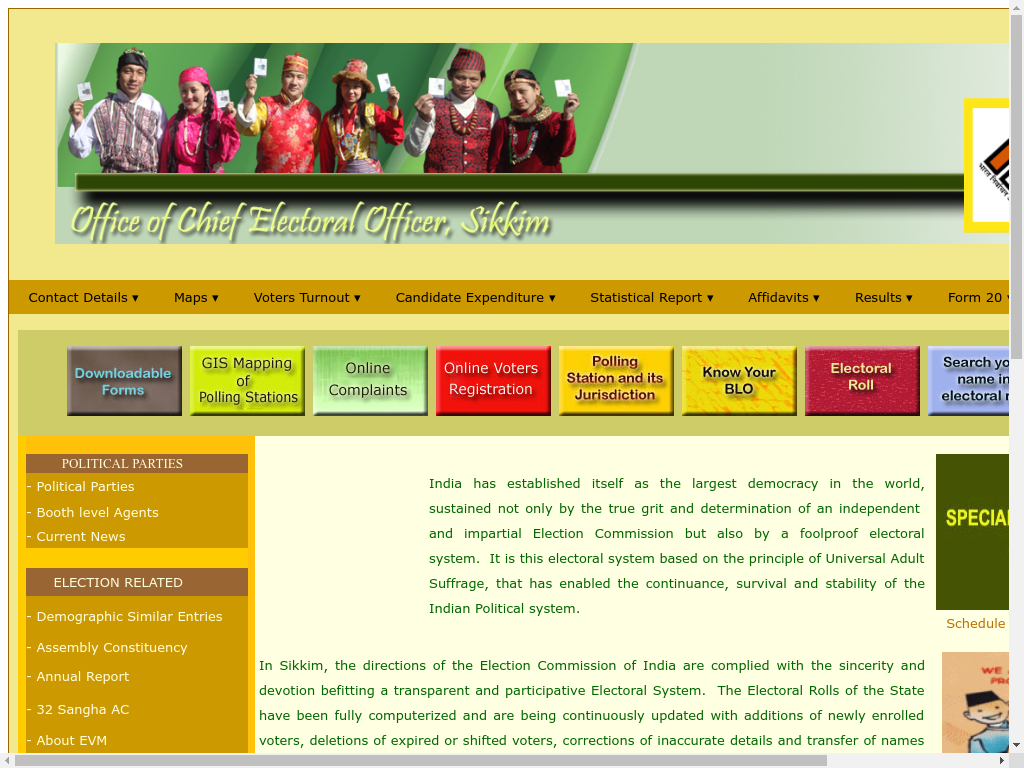 Office of Chief Electoral Officer, Sikkim
Contact Details ▾ Maps ▾ Voters Turnout ▾ Candidate Expenditure ▾ Statistical Report ▾ Affidavits ▾ Results ▾ Form 20
Downloadable
Forms
GIS Mapping
of
Polling Stations
Online
Complaints
Online Voters
Registration
Polling
Station and its
Jurisdiction
Know Your
BLO
Electoral
Roll
Search
name in
electoral
POLITICAL PARTIES
- Political Parties
- Booth level Agents
- Current News
ELECTION RELATED
- Demographic Similar Entries
- Assembly Constituency
- Annual Report
- 32 Sangha AC
- About EVM
India has established itself as the largest democracy in the world,
sustained not only by the true grit and determination of an independent
and impartial Election Commission but also by a foolproof electoral
system. It is this electoral system based on the principle of Universal Adult
Suffrage, that has enabled the continuance, survival and stability of the
Indian Political system.
In Sikkim, the directions of the Election Commission of India are complied with the sincerity and
devotion befitting a transparent and participative Electoral System. The Electoral Rolls of the State
have been fully computerized and are being continuously updated with additions of newly enrolled
voters, deletions of expired or shifted voters, corrections of inaccurate details and transfer of names
SPECIA
Schedule
WE
PRO